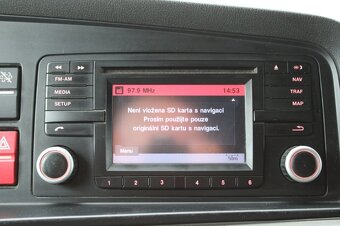 97.9 MHz 14:53
FM-AM
MEDIA
SETUP
NAV
TRAF
MAP
Není vložena SD karta s navigací
Prosím použijte pouze
originální SD kartu s navigací.
Menu
50m
1 2 3 4 5 6